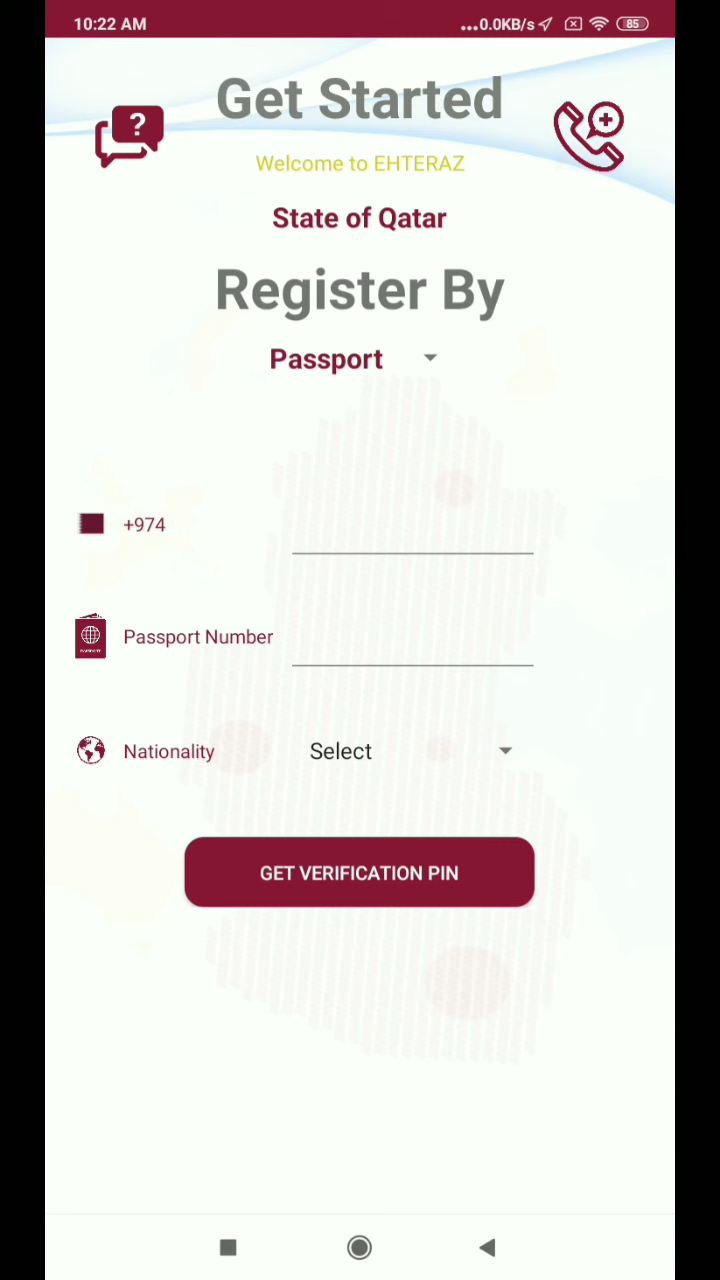 10:22 AM
...0.0KB/s
85
Get Started
?
Welcome to EHTERAZ
State of Qatar
Register By
Passport
+974
Passport Number
Nationality
Select
GET VERIFICATION PIN